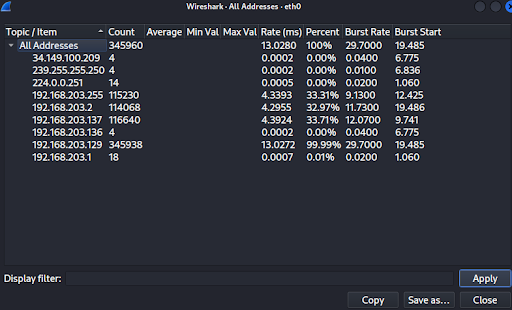 Wireshark · All Addresses · eth0
Topic / Item Count Average Min Val Max Val Rate (ms) Percent Burst Rate Burst Start
All Addresses 345960 13.0280 100% 29.7000 19.485
34.149.100.209 4 0.0002 0.00% 0.0400 6.775
239.255.255.250 4 0.0002 0.00% 0.0100 6.836
224.0.0.251 14 0.0005 0.00% 0.0200 1.060
192.168.203.255 115230 4.3393 33.31% 9.1300 12.425
192.168.203.2 114068 4.2955 32.97% 11.7300 19.486
192.168.203.137 116640 4.3924 33.71% 12.0700 9.741
192.168.203.136 4 0.0002 0.00% 0.0400 6.775
192.168.203.129 345938 13.0272 99.99% 29.7000 19.485
192.168.203.1 18 0.0007 0.01% 0.0200 1.060
Display filter:
Apply
Copy Save as... Close